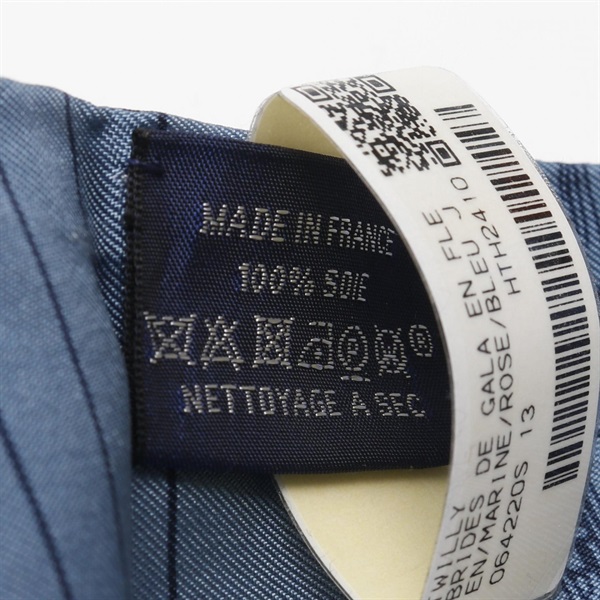 MADE IN FRANCE
100% SOIE
NETTOYAGE A SEC
TWILLY
BRIDES DE GALA EN FLE
EN/MARINE/ROSE/BLEU J
064220S 13
HTH2410